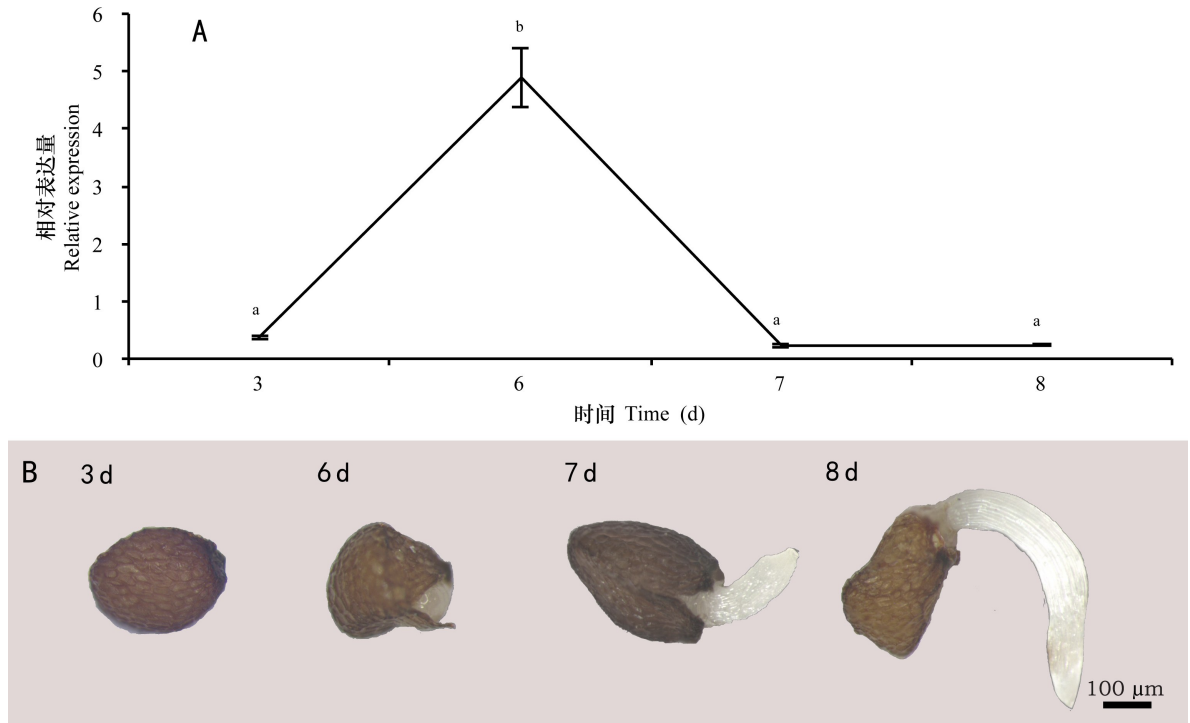 A
6
5
4
3
2
1
0
相对表达量
Relative expression
a
b
a
a
3 6 7 8
时间 Time (d)
B 3 d 6 d 7 d 8 d
100 μm